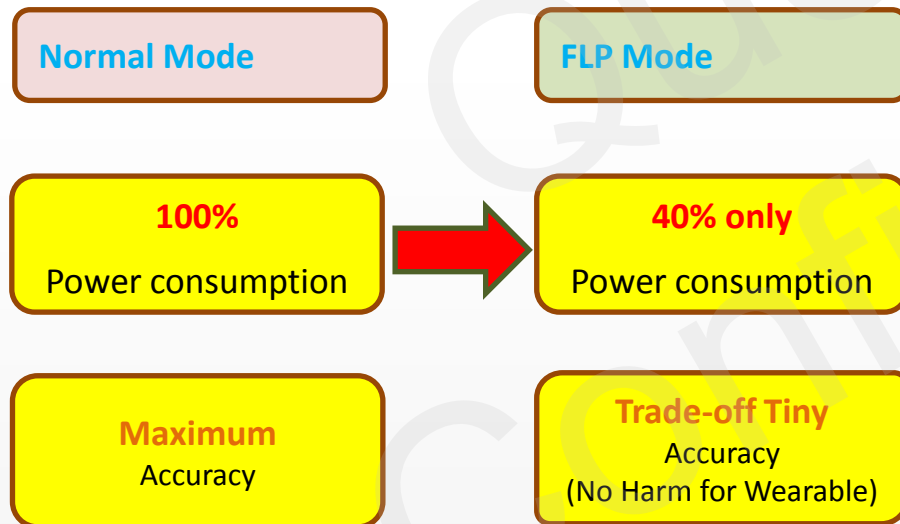 Normal Mode
FLP Mode
100%
Power consumption
40% only
Power consumption
Maximum
Accuracy
Trade-off Tiny
Accuracy
(No Harm for Wearable)